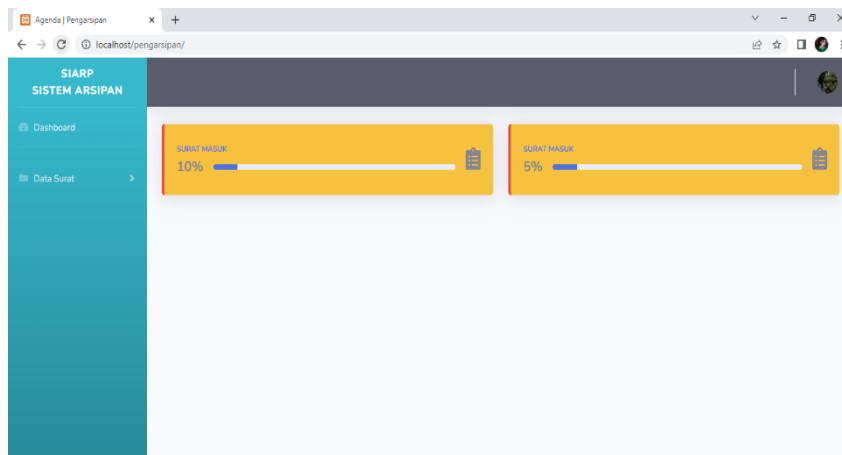 Agenda | Pengarsipan
localhost/pengarsipan/
SIARP
SISTEM ARSIPAN
Dashboard
Data Surat
SURAT MASUK
10%
SURAT MASUK
5%